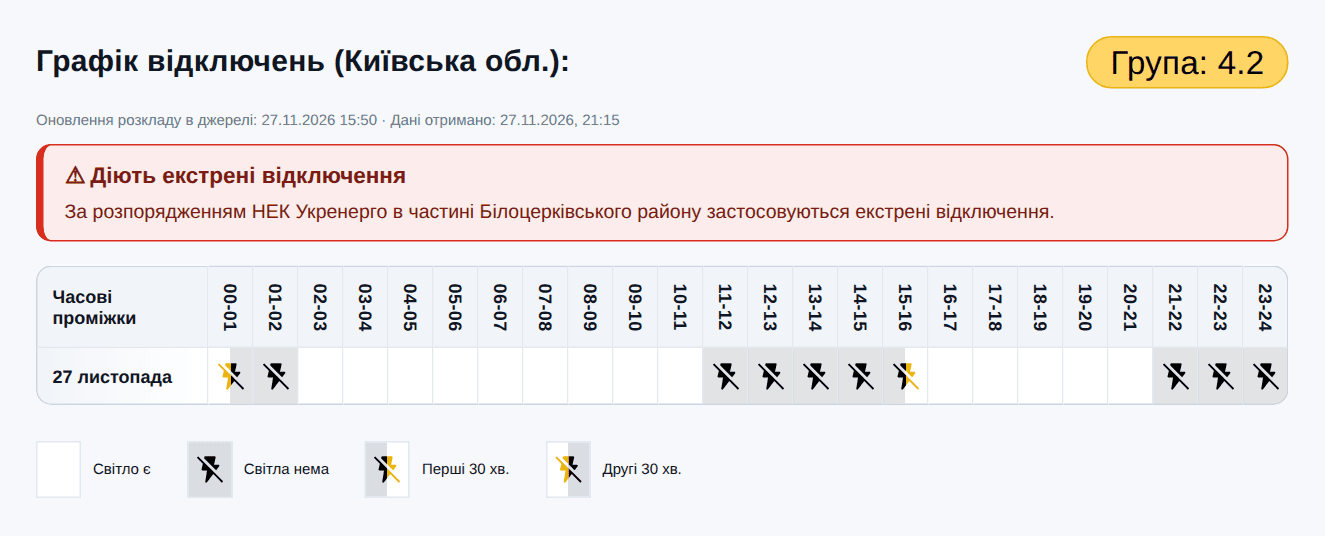 Графік відключень (Київська обл.):
Група: 4.2
Оновлення розкладу в джерелі: 27.11.2026 15:50 · Дані отримано: 27.11.2026, 21:15
⚠ Діють екстрені відключення
За розпорядженням НЕК Укренерго в частині Білоцерківського району застосовуються екстрені відключення.
Часові
проміжки
00-01 01-02 02-03 03-04 04-05 05-06 06-07 07-08 08-09 09-10 10-11 11-12 12-13 13-14 14-15 15-16 16-17 17-18 18-19 19-20 20-21 21-22 22-23 23-24
27 листопада
Світло є
Світла нема
Перші 30 хв.
Другі 30 хв.